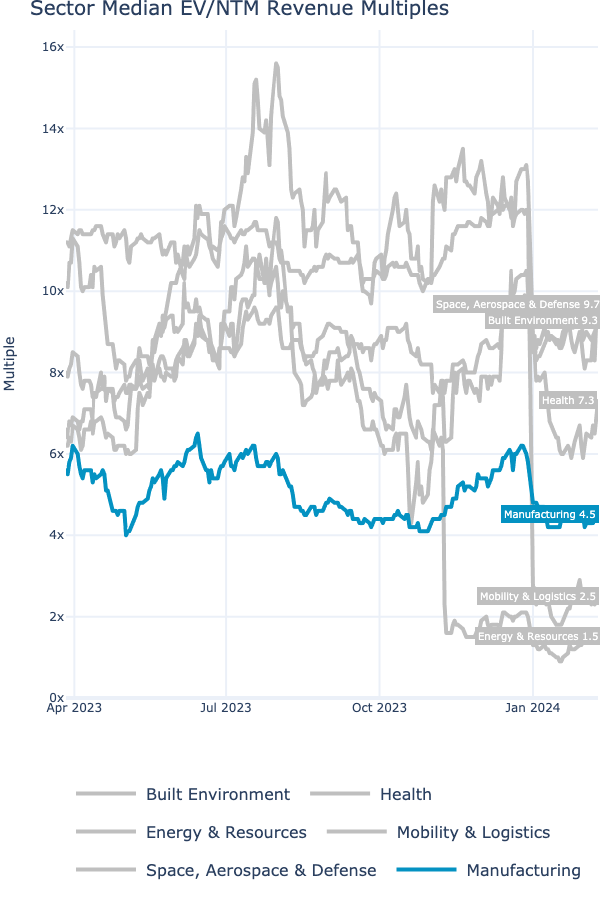 Sector Median EV/NTM Revenue Multiples
16x
14x
12x
10x
8x
6x
4x
2x
0x
Multiple
Space, Aerospace & Defense 9.7
Built Environment 9.3
Health 7.3
Manufacturing 4.5
Mobility & Logistics 2.5
Energy & Resources 1.5
Apr 2023 Jul 2023 Oct 2023 Jan 2024
Built Environment Health
Energy & Resources Mobility & Logistics
Space, Aerospace & Defense Manufacturing